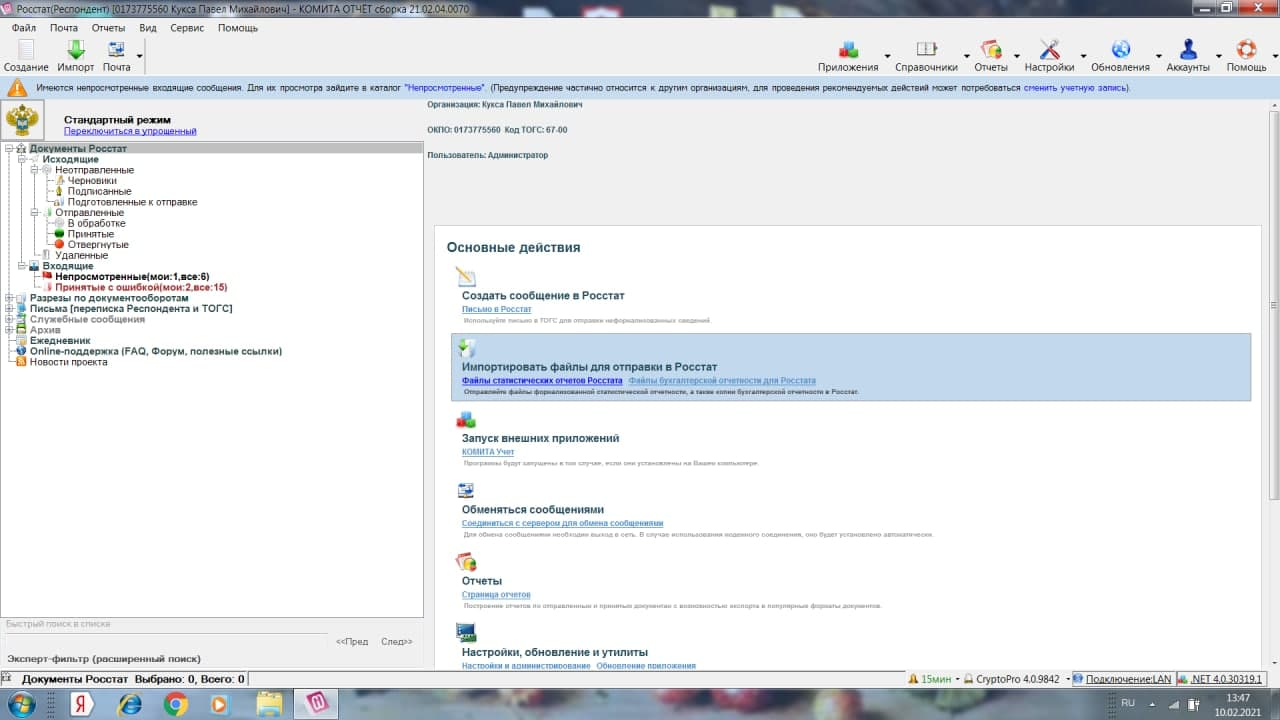 Росстат(Респондент) [0173775560 Кукса Павел Михайлович] - КОМИТА ОТЧЁТ сборка 21.02.04.0070
Файл Почта Отчеты Вид Сервис Помощь
Создание Импорт Почта Приложения Справочники Отчеты Настройки Обновления Аккаунты Помощь
Имеются непросмотренные входящие сообщения. Для их просмотра зайдите в каталог "Непросмотренные". (Предупреждение частично относится к другим организациям, для проведения рекомендуемых действий может потребоваться сменить учетную запись).
Стандартный режим
Переключиться в упрощенный
Документы Росстат
Исходящие
Неотправленные
Черновики
Подписанные
Подготовленные к отправке
Отправленные
В обработке
Принятые
Отвергнутые
Удаленные
Входящие
Непросмотренные(мои:1,все:6)
Принятые с ошибкой(мои:2,все:15)
Разрезы по документооборотам
Письма [переписка Респондента и ТОГС]
Служебные сообщения
Архив
Ежедневник
Online-поддержка (FAQ, Форум, полезные ссылки)
Новости проекта
Быстрый поиск в списке
<<Пред След>>
Эксперт-фильтр (расширенный поиск)
Организация: Кукса Павел Михайлович
ОКПО: 0173775560 Код ТОГС: 67-00
Пользователь: Администратор
Основные действия
Создать сообщение в Росстат
Письмо в Росстат
Используйте письмо в ТОГС для отправки неформализованных сведений.
Импортировать файлы для отправки в Росстат
Файлы статистических отчетов Росстата Файлы бухгалтерской отчетности для Росстата
Отправляйте файлы формализованной статистической отчетности, а также копии бухгалтерской отчетности в Росстат.
Запуск внешних приложений
КОМИТА Учет
Программы будут запущены в том случае, если они установлены на Вашем компьютере.
Обменяться сообщениями
Соединиться с сервером для обмена сообщениями
Для обмена сообщениями необходим выход в сеть. В случае использования модемного соединения, оно будет установлено автоматически.
Отчеты
Страница отчетов
Построение отчетов по отправленным и принятым документам с возможностью экспорта в популярные форматы документов.
Настройки, обновление и утилиты
Настройки и администрирование Обновление приложения
Документы Росстат Выбрано: 0, Всего: 0
15мин CryptoPro 4.0.9842 Подключение:LAN .NET 4.0.30319.1
RU
13:47
10.02.2021